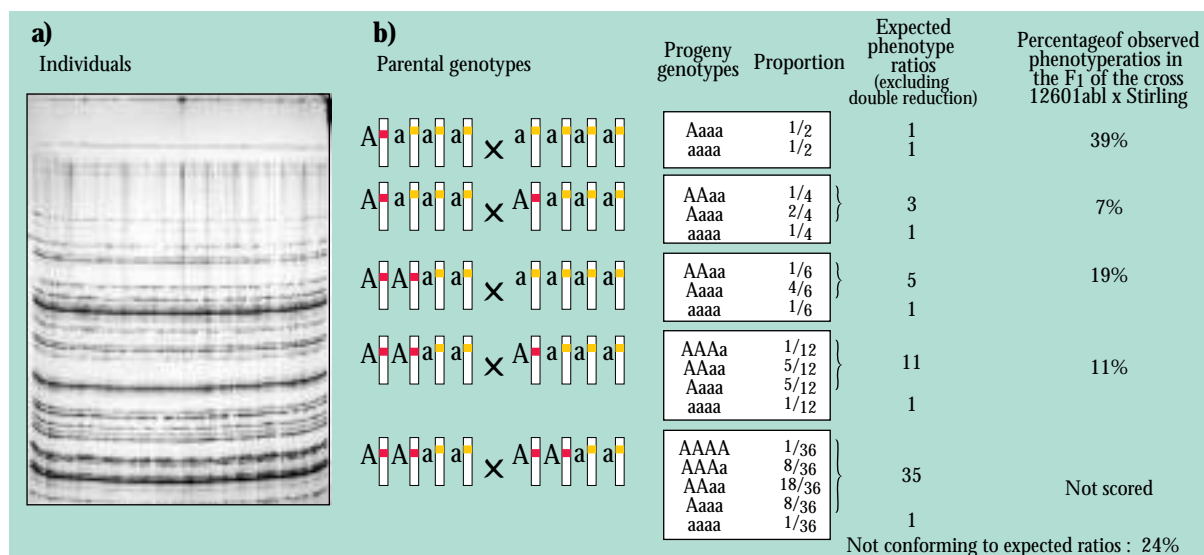 a)
Individuals
b)
Parental genotypes
Progeny
genotypes
Proportion
Expected
phenotype
ratios
(excluding
double reduction)
Percentageof observed
phenotyperatios in
the F1 of the cross
12601abl x Stirling
A a a a × a a a a
Aaaa 1/2
aaaa 1/2
1
1
39%
A a a a × A a a a
AAaa 1/4
Aaaa 2/4
aaaa 1/4
3
1
7%
A A a a × a a a a
AAaa 1/6
Aaaa 4/6
aaaa 1/6
5
1
19%
A A a a × A a a a
AAAa 1/12
AAaa 5/12
Aaaa 5/12
aaaa 1/12
11
1
11%
A A a a × A A a a
AAAA 1/36
AAAa 8/36
AAaa 18/36
Aaaa 8/36
aaaa 1/36
35
1
Not scored
Not conforming to expected ratios : 24%